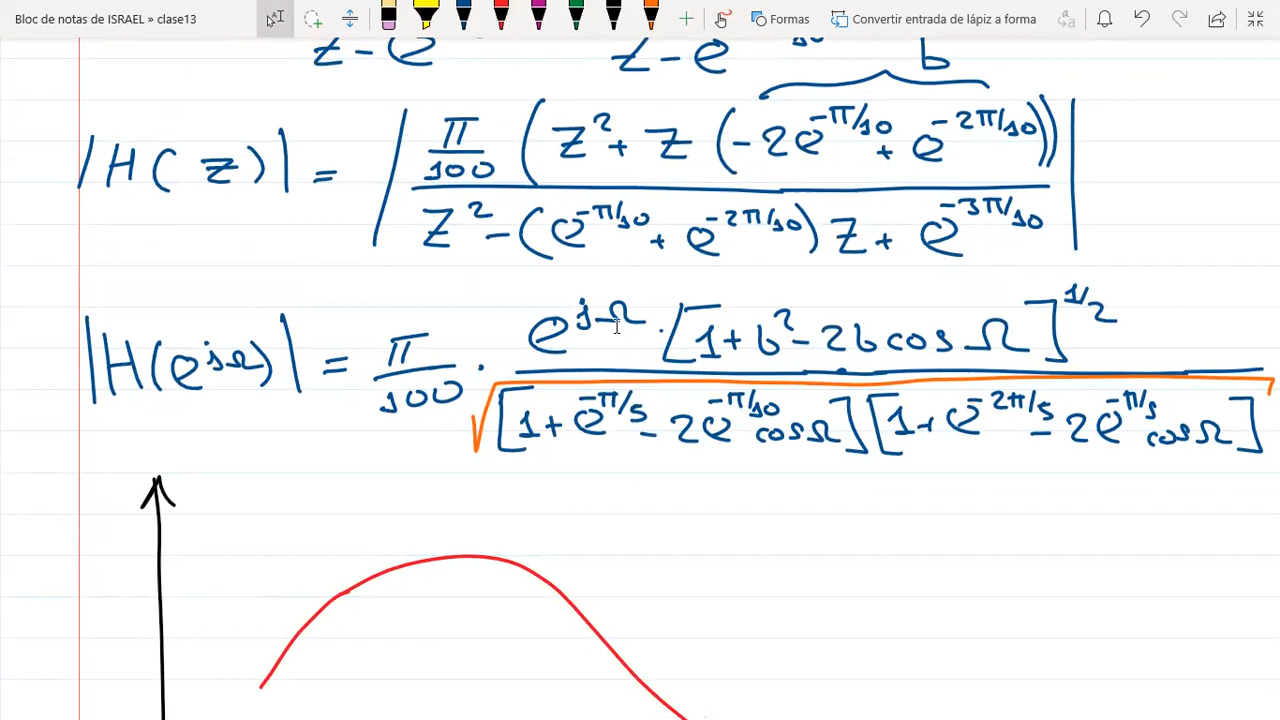 Bloc de notas de ISRAEL » clase13 Formas Convertir entrada de lápiz a forma
z - (e z - e b
|H(z)| = | π/100 (z² + z (-2e^{-π/10} + e^{-2π/10})) / z² - (e^{-π/10} + e^{-2π/10}) z + e^{-3π/10} |
|H(e^{jΩ})| = π/100 · e^{jΩ} · [1 + b² - 2b cos Ω]^{1/2} / √[1 + e^{-π/5} - 2e^{-π/10} cos Ω][1 + e^{-2π/5} - 2e^{-π/5} cos Ω]